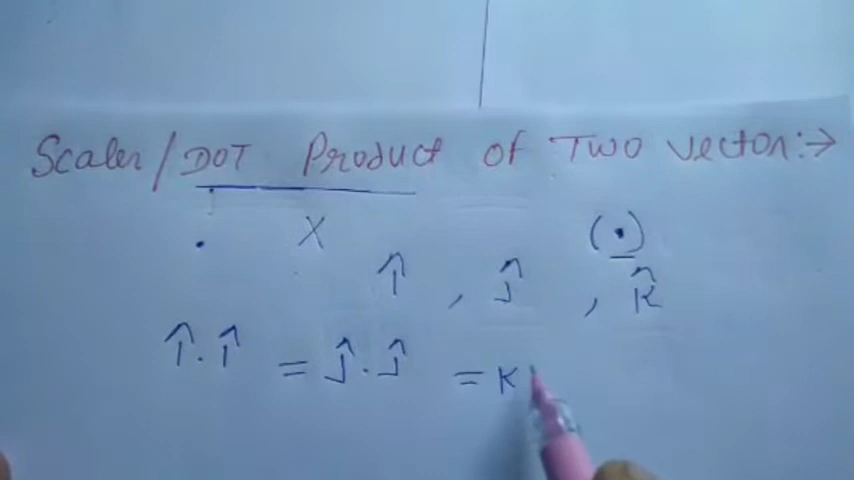 Scaler/DOT Product of Two vector:→
. X (•)
î , ĵ , k̂
î . î = ĵ . ĵ = K